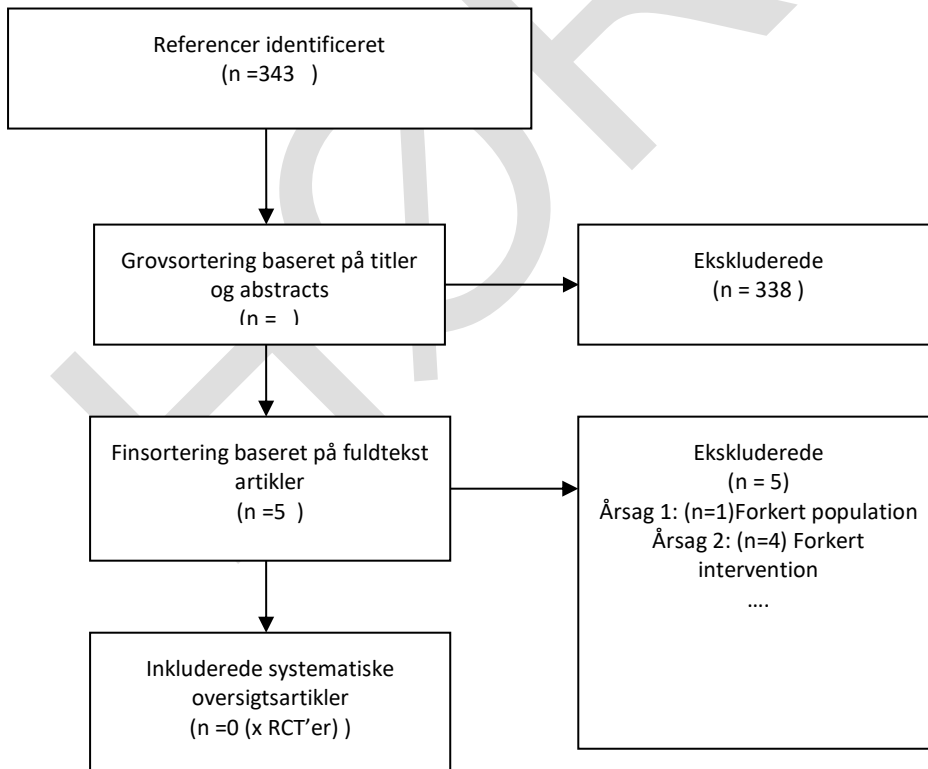 Referencer identificeret
(n =343 )
Grovsortering baseret på titler
og abstracts
(n = )
Ekskluderede
(n = 338 )
Finsortering baseret på fuldtekst
artikler
(n =5 )
Ekskluderede
(n = 5)
Årsag 1: (n=1)Forkert population
Årsag 2: (n=4) Forkert
intervention
....
Inkluderede systematiske
oversigtsartikler
(n =0 (x RCT’er) )